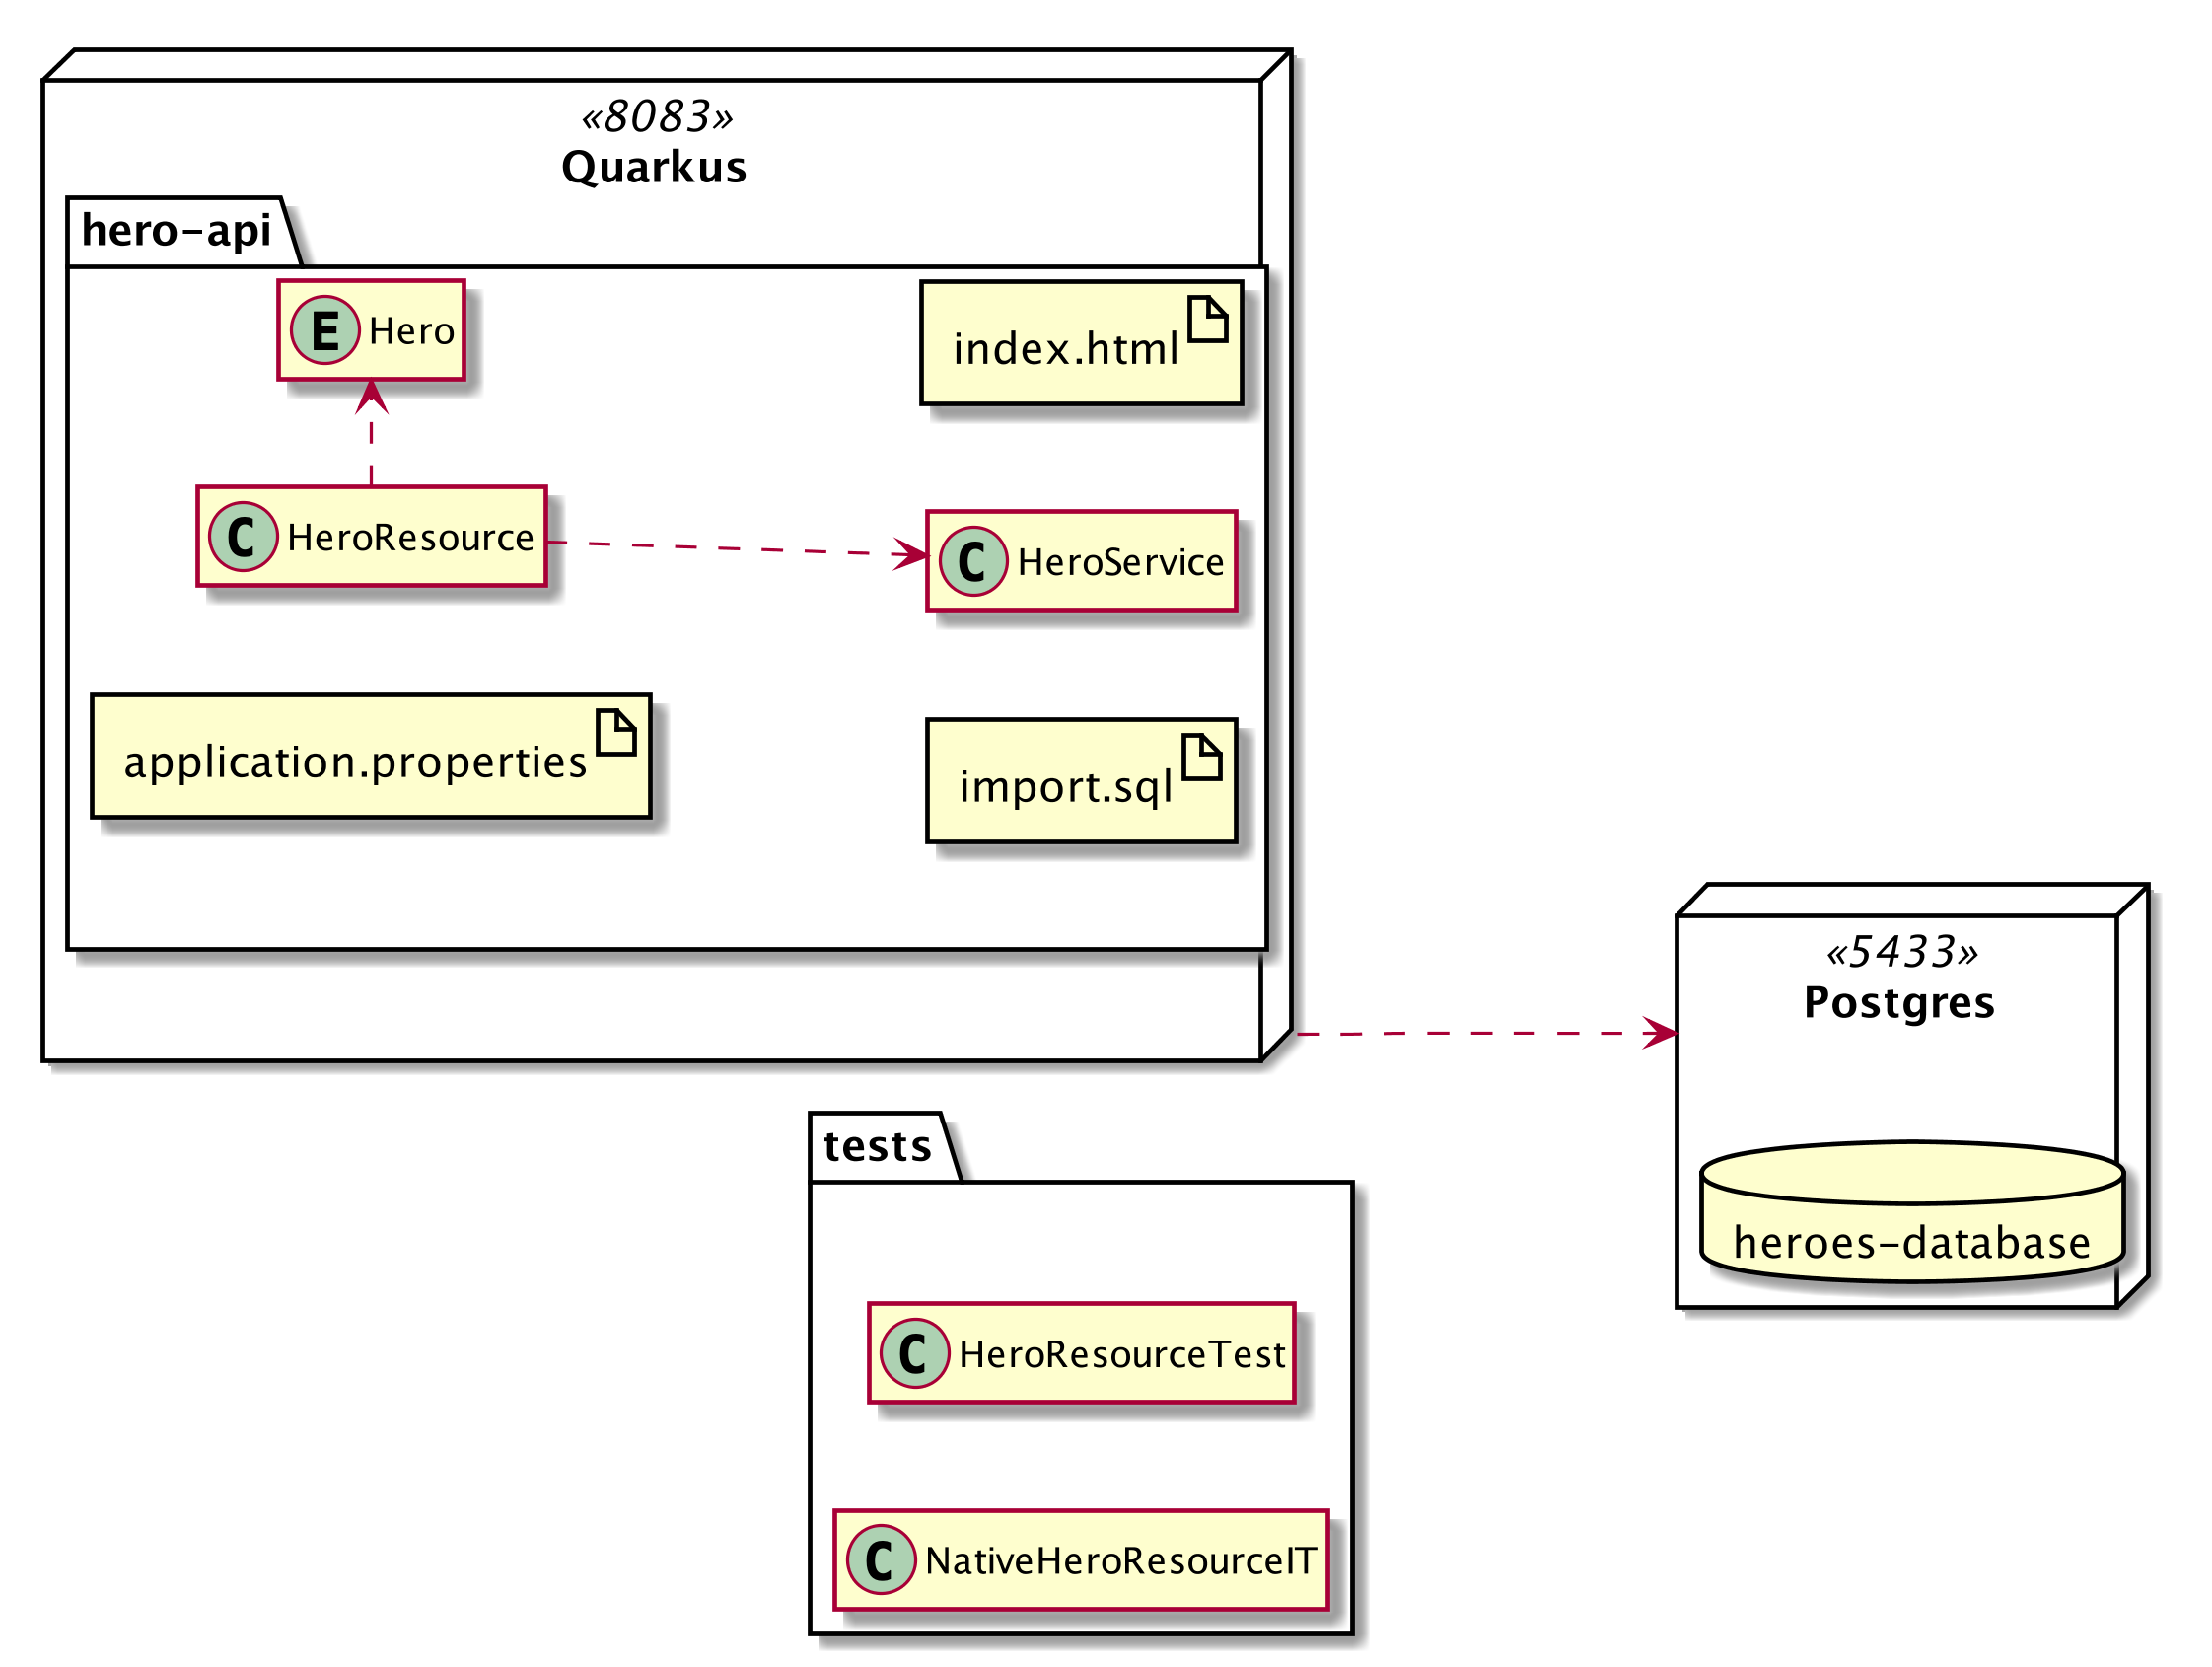 «8083»
Quarkus
hero-api
E Hero
index.html
C HeroResource
C HeroService
application.properties
import.sql
«5433»
Postgres
heroes-database
tests
C HeroResourceTest
C NativeHeroResourceIT